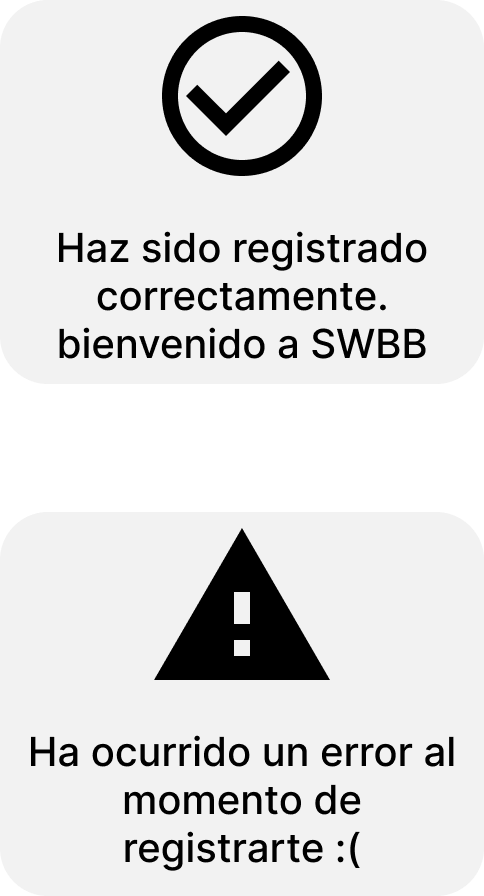 Haz sido registrado
correctamente.
bienvenido a SWBB
Ha ocurrido un error al
momento de
registrarte :(